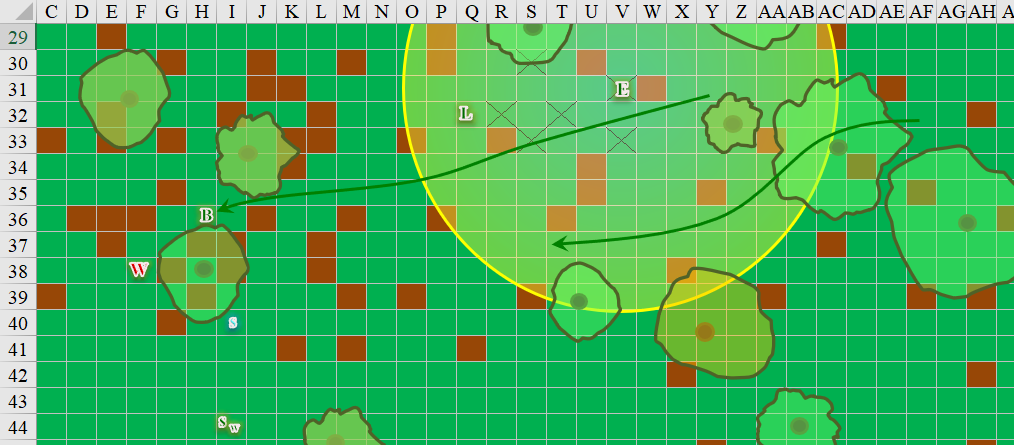 C D E F G H I J K L M N O P Q R S T U V W X Y Z AA AB AC AD AE AF AG AH A
29
30
31 E
32 L
33
34
35
36 B
37
38 W
39
40 S
41
42
43
44 S W